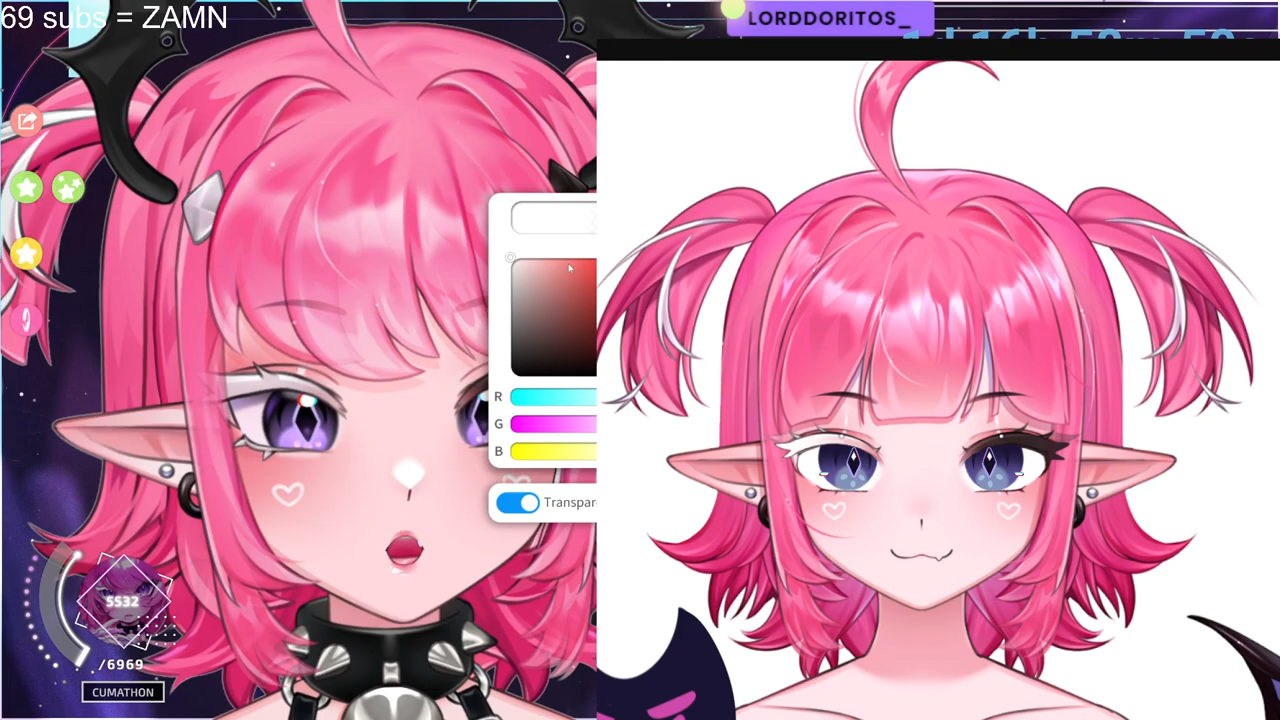 69 subs = ZAMN
LORDDORITOS_
R
G
B
Transpar
5532
/6969
CUMATHON